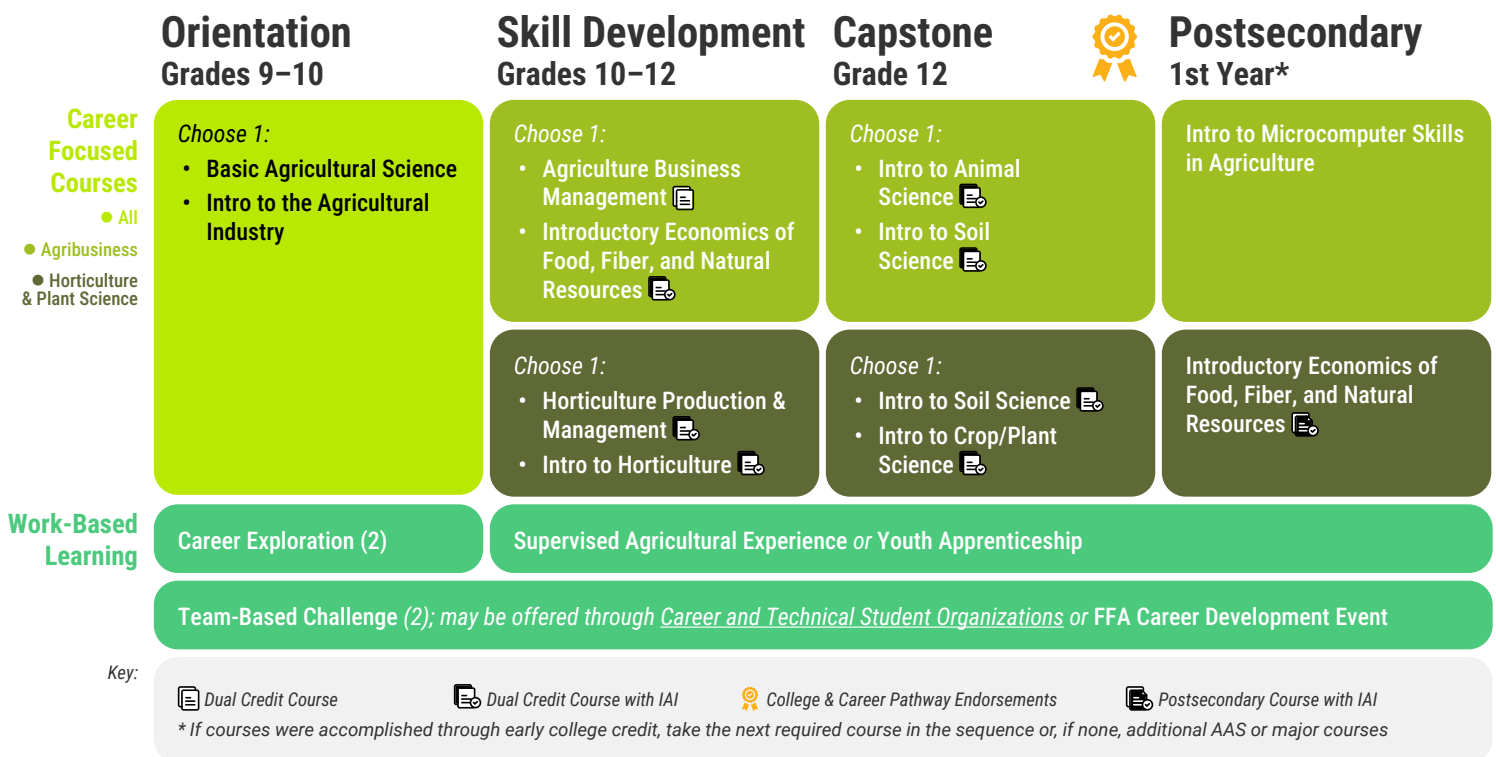 Orientation
Grades 9–10
Skill Development
Grades 10–12
Capstone
Grade 12
Postsecondary
1st Year*
Career
Focused
Courses
● All
● Agribusiness
● Horticulture
& Plant Science
Choose 1:
• Basic Agricultural Science
• Intro to the Agricultural
Industry
Choose 1:
• Agriculture Business
Management
• Introductory Economics of
Food, Fiber, and Natural
Resources
Choose 1:
• Intro to Animal
Science
• Intro to Soil
Science
Intro to Microcomputer Skills
in Agriculture
Choose 1:
• Horticulture Production &
Management
• Intro to Horticulture
Choose 1:
• Intro to Soil Science
• Intro to Crop/Plant
Science
Introductory Economics of
Food, Fiber, and Natural
Resources
Work-Based
Learning
Career Exploration (2)
Supervised Agricultural Experience or Youth Apprenticeship
Team-Based Challenge (2); may be offered through Career and Technical Student Organizations or FFA Career Development Event
Key:
Dual Credit Course
Dual Credit Course with IAI
College & Career Pathway Endorsements
Postsecondary Course with IAI
* If courses were accomplished through early college credit, take the next required course in the sequence or, if none, additional AAS or major courses